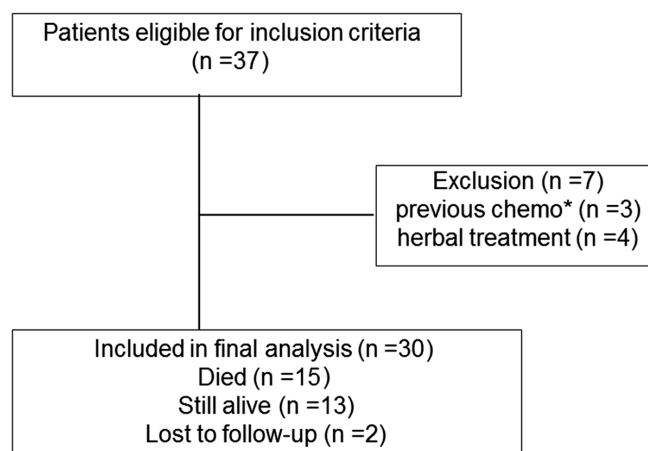 Patients eligible for inclusion criteria
(n =37)
Exclusion (n =7)
previous chemo* (n =3)
herbal treatment (n =4)
Included in final analysis (n =30)
Died (n =15)
Still alive (n =13)
Lost to follow-up (n =2)